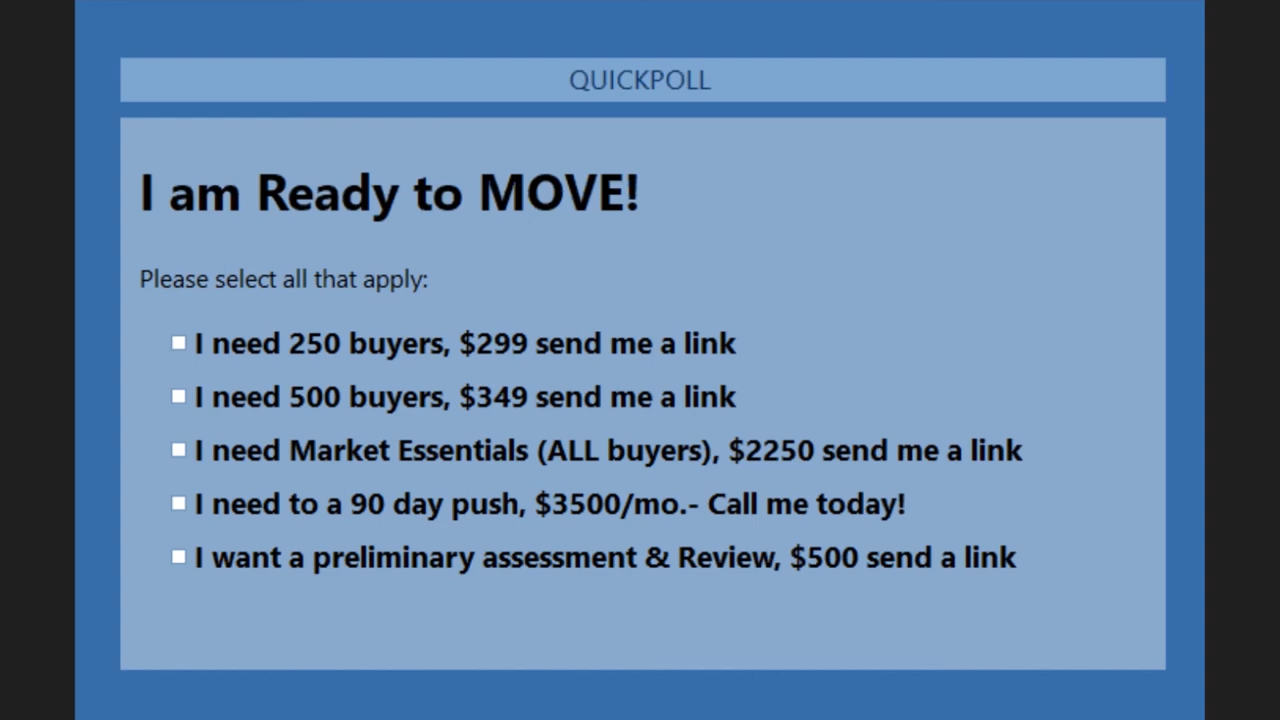 QUICKPOLL
I am Ready to MOVE!
Please select all that apply:
I need 250 buyers, $299 send me a link
I need 500 buyers, $349 send me a link
I need Market Essentials (ALL buyers), $2250 send me a link
I need to a 90 day push, $3500/mo.- Call me today!
I want a preliminary assessment & Review, $500 send a link